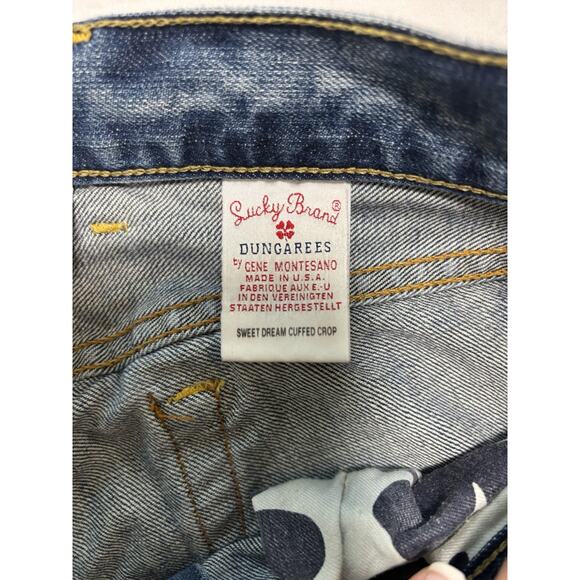 Lucky Brand®
DUNGAREES
by GENE MONTESANO
MADE IN U.S.A.
FABRIQUE AUX E.-U
IN DEN VEREINIGTEN
STAATEN HERGESTELLT
SWEET DREAM CUFFED CROP